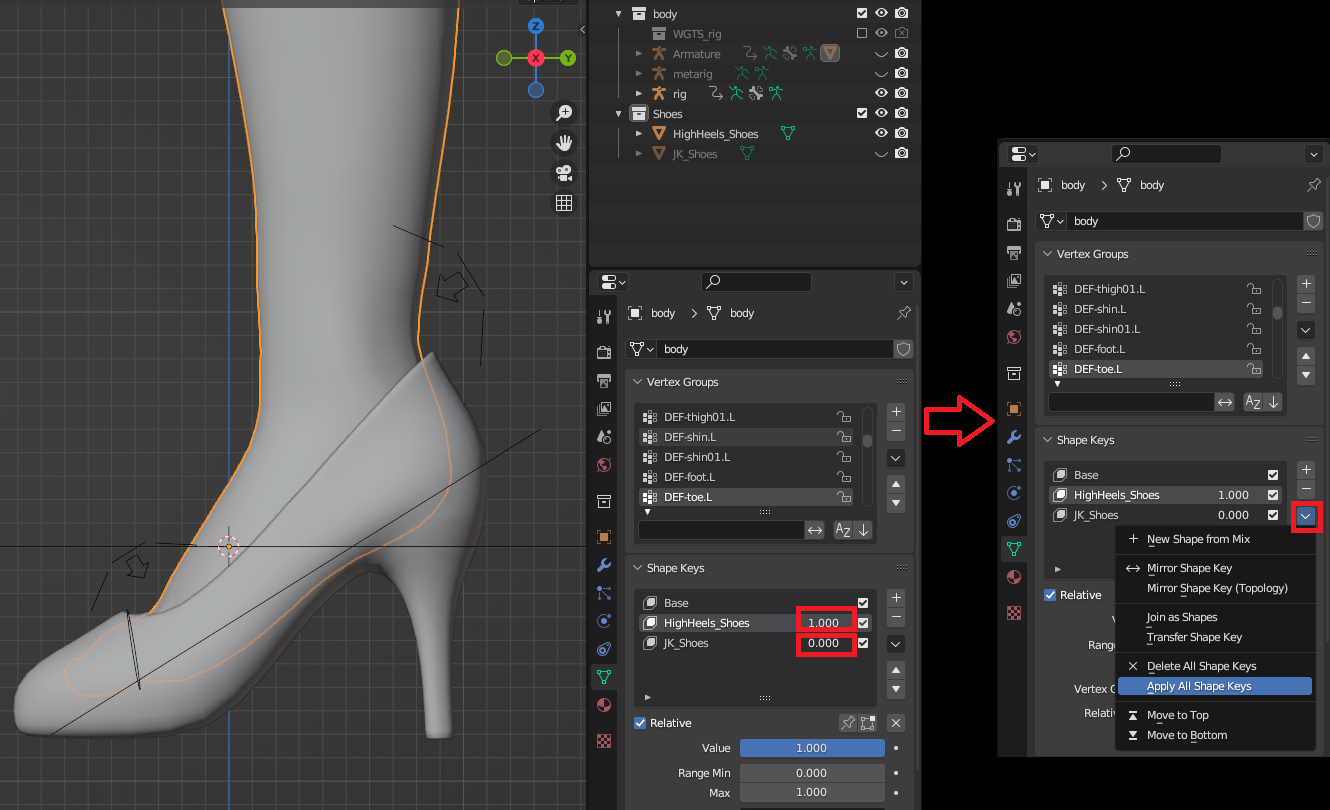 Z
X
Y
body
WGTS_rig
Armature
metarig
rig
Shoes
HighHeels_Shoes
JK_Shoes
body
body
body
Vertex Groups
DEF-thigh01.L
DEF-shin.L
DEF-shin01.L
DEF-foot.L
DEF-toe.L
AZ
Shape Keys
Base
HighHeels_Shoes 1.000
JK_Shoes 0.000
Relative
Value 1.000
Range Min 0.000
Max 1.000
body
body
body
Vertex Groups
DEF-thigh01.L
DEF-shin.L
DEF-shin01.L
DEF-foot.L
DEF-toe.L
AZ
Shape Keys
Base
HighHeels_Shoes 1.000
JK_Shoes 0.000
Relative
V
Rang
Vertex G
Relati
New Shape from Mix
Mirror Shape Key
Mirror Shape Key (Topology)
Join as Shapes
Transfer Shape Key
Delete All Shape Keys
Apply All Shape Keys
Move to Top
Move to Bottom